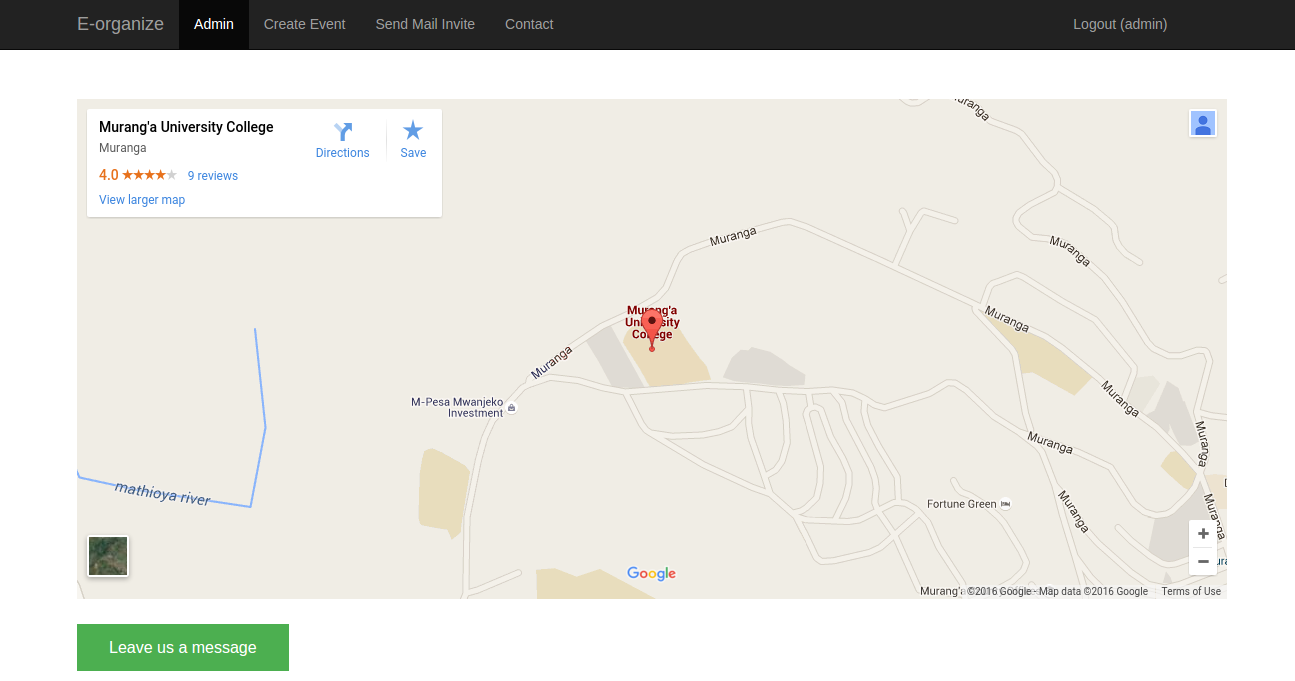 E-organize Admin Create Event Send Mail Invite Contact Logout (admin)
Murang'a University College
Muranga
Directions Save
4.0 9 reviews
View larger map
Muranga
Muranga
Muranga
Murang'a
University
College
Muranga
Muranga
Muranga
M-Pesa Mwanjeko
Investment
Muranga
Muranga
mathioya river
Muranga
Fortune Green
Muranga
Google
©2016 Google - Map data ©2016 Google Terms of Use
Leave us a message